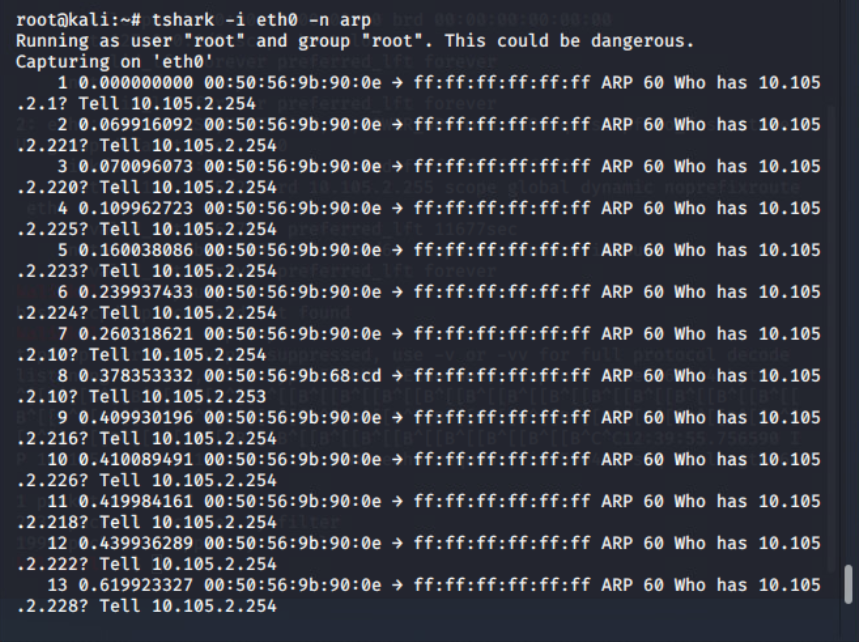 root@kali:~# tshark -i eth0 -n arp
Running as user "root" and group "root". This could be dangerous.
Capturing on 'eth0'
1 0.000000000 00:50:56:9b:90:0e → ff:ff:ff:ff:ff:ff ARP 60 Who has 10.105
.2.1? Tell 10.105.2.254
2 0.069916092 00:50:56:9b:90:0e → ff:ff:ff:ff:ff:ff ARP 60 Who has 10.105
.2.221? Tell 10.105.2.254
3 0.070096073 00:50:56:9b:90:0e → ff:ff:ff:ff:ff:ff ARP 60 Who has 10.105
.2.220? Tell 10.105.2.254
4 0.109962723 00:50:56:9b:90:0e → ff:ff:ff:ff:ff:ff ARP 60 Who has 10.105
.2.225? Tell 10.105.2.254
5 0.160038086 00:50:56:9b:90:0e → ff:ff:ff:ff:ff:ff ARP 60 Who has 10.105
.2.223? Tell 10.105.2.254
6 0.239937433 00:50:56:9b:90:0e → ff:ff:ff:ff:ff:ff ARP 60 Who has 10.105
.2.224? Tell 10.105.2.254
7 0.260318621 00:50:56:9b:90:0e → ff:ff:ff:ff:ff:ff ARP 60 Who has 10.105
.2.10? Tell 10.105.2.254
8 0.378353332 00:50:56:9b:68:cd → ff:ff:ff:ff:ff:ff ARP 60 Who has 10.105
.2.10? Tell 10.105.2.253
9 0.409930196 00:50:56:9b:90:0e → ff:ff:ff:ff:ff:ff ARP 60 Who has 10.105
.2.216? Tell 10.105.2.254
10 0.410089491 00:50:56:9b:90:0e → ff:ff:ff:ff:ff:ff ARP 60 Who has 10.105
.2.226? Tell 10.105.2.254
11 0.419984161 00:50:56:9b:90:0e → ff:ff:ff:ff:ff:ff ARP 60 Who has 10.105
.2.218? Tell 10.105.2.254
12 0.439936289 00:50:56:9b:90:0e → ff:ff:ff:ff:ff:ff ARP 60 Who has 10.105
.2.222? Tell 10.105.2.254
13 0.619923327 00:50:56:9b:90:0e → ff:ff:ff:ff:ff:ff ARP 60 Who has 10.105
.2.228? Tell 10.105.2.254